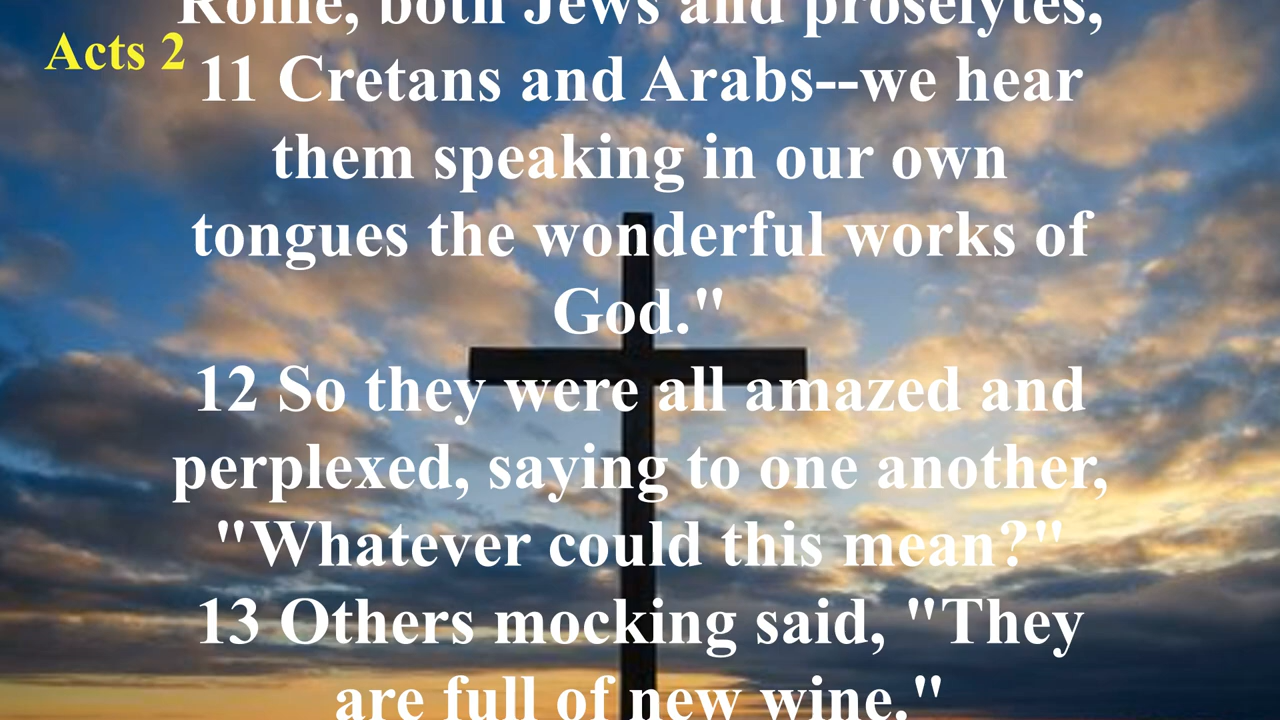 Rome, both Jews and proselytes,
Acts 2
11 Cretans and Arabs--we hear
them speaking in our own
tongues the wonderful works of
God."
12 So they were all amazed and
perplexed, saying to one another,
"Whatever could this mean?"
13 Others mocking said, "They
are full of new wine."